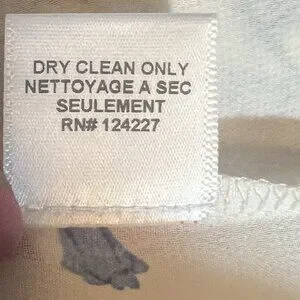 DRY CLEAN ONLY
NETTOYAGE A SEC
SEULEMENT
RN# 124227